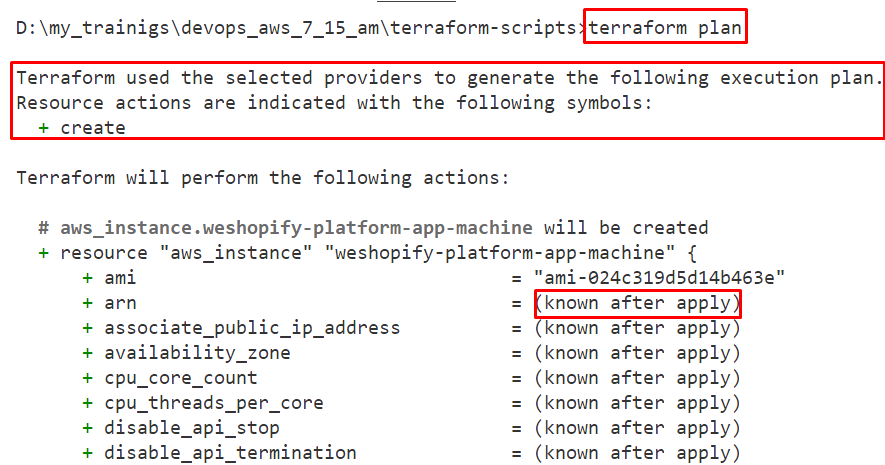 D:\my_trainigs\devops_aws_7_15_am\terraform-scripts>terraform plan
Terraform used the selected providers to generate the following execution plan.
Resource actions are indicated with the following symbols:
+ create
Terraform will perform the following actions:
# aws_instance.weshopify-platform-app-machine will be created
+ resource "aws_instance" "weshopify-platform-app-machine" {
+ ami = "ami-024c319d5d14b463e"
+ arn = (known after apply)
+ associate_public_ip_address = (known after apply)
+ availability_zone = (known after apply)
+ cpu_core_count = (known after apply)
+ cpu_threads_per_core = (known after apply)
+ disable_api_stop = (known after apply)
+ disable_api_termination = (known after apply)